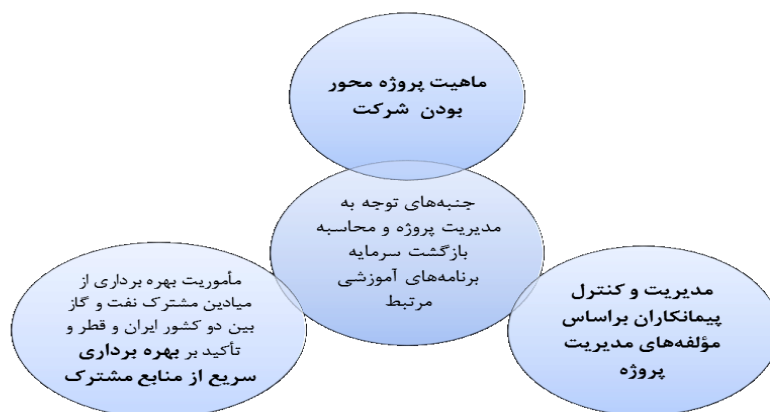 ماهیت پروژه محور
بودن شرکت
جنبه‌های توجه به
مدیریت پروژه و محاسبه
بازگشت سرمایه
برنامه‌های آموزشی
مرتبط
مأموریت بهره برداری از
میادین مشترک نفت و گاز
بین دو کشور ایران و قطر و
تأکید بر بهره برداری
سریع از منابع مشترک
مدیریت و کنترل
پیمانکاران براساس
مؤلفه‌های مدیریت
پروژه